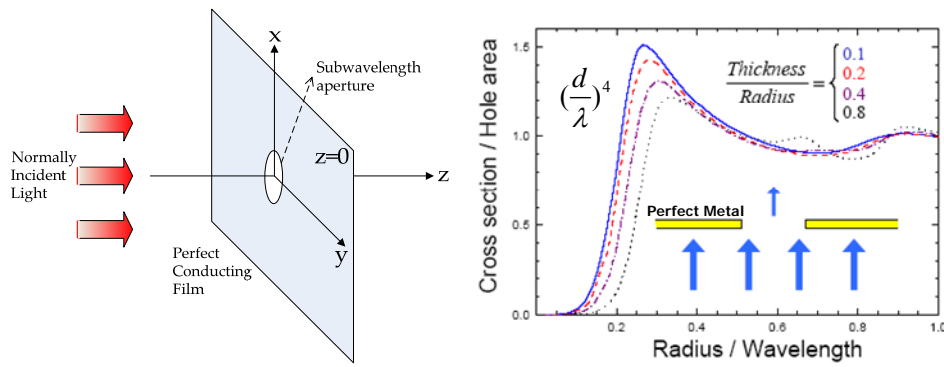 x
Subwavelength
aperture
z=0
Normally
Incident
Light
z
y
Perfect
Conducting
Film
Cross section / Hole area
1.5
1.0
0.5
0.0
(d/λ)^4
Thickness/Radius = { 0.1
0.2
0.4
0.8
Perfect Metal
0.2 0.4 0.6 0.8 1.0
Radius / Wavelength